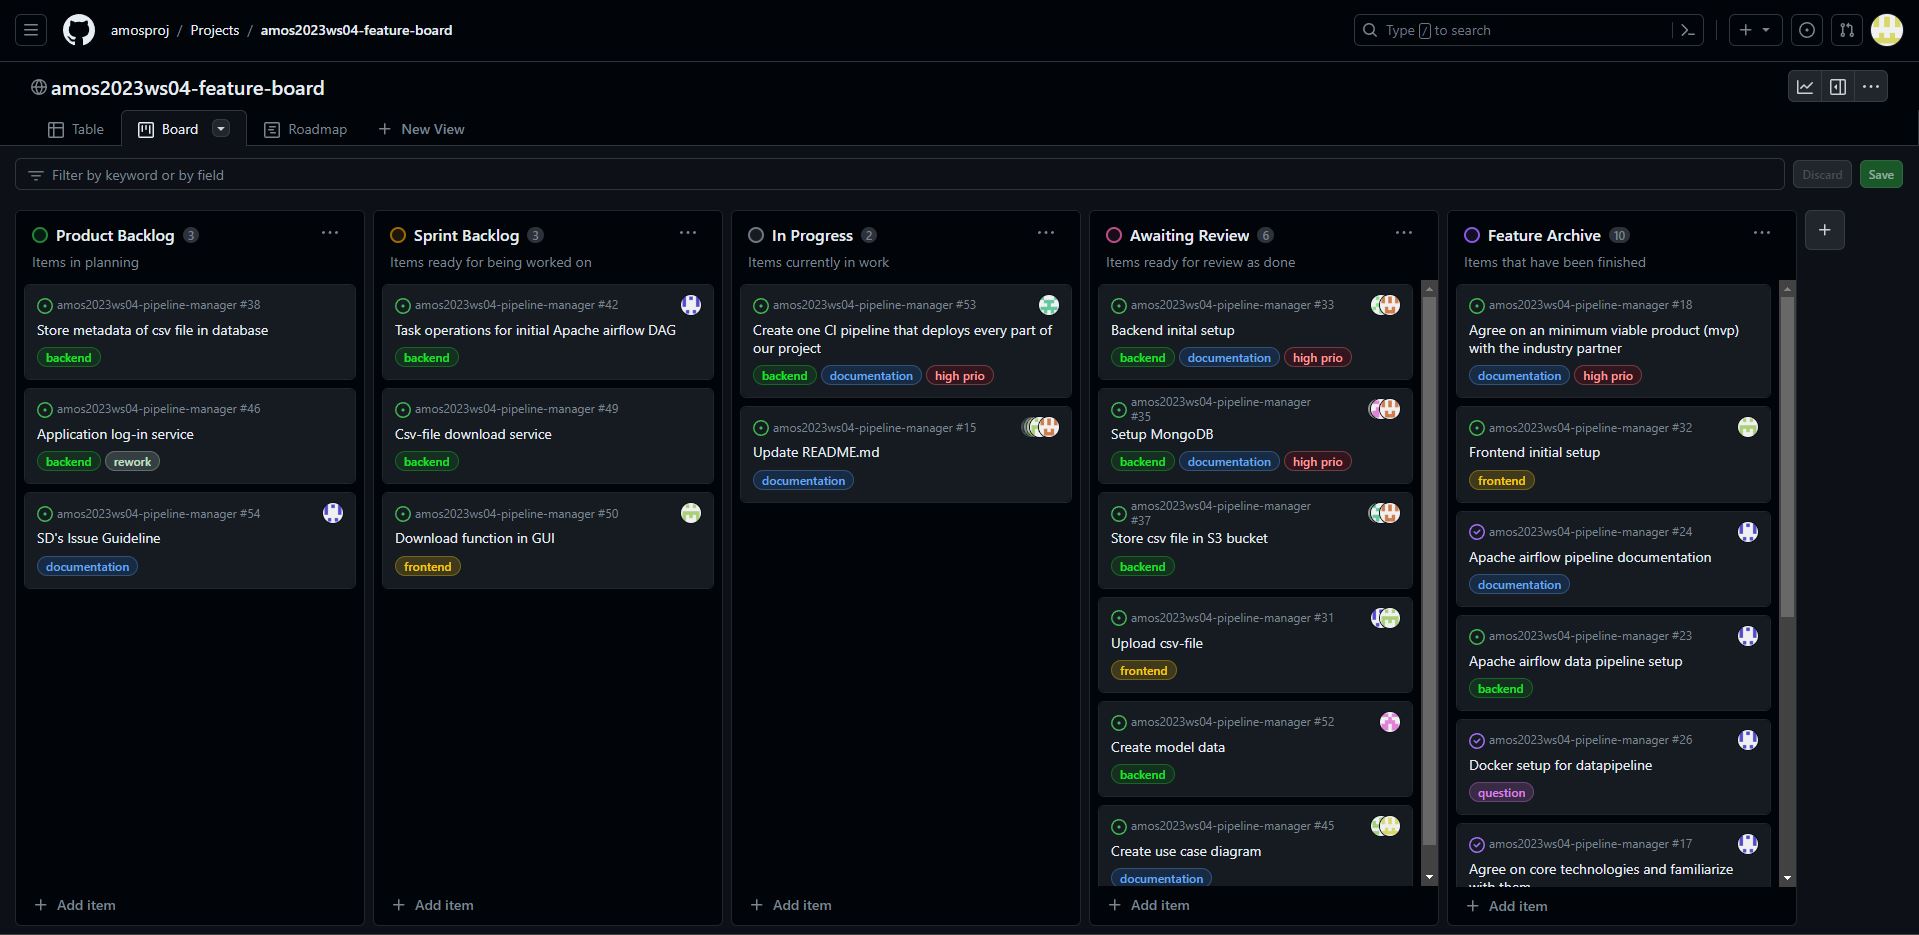 amosproj / Projects / amos2023ws04-feature-board
Type / to search
amos2023ws04-feature-board
Table
Board
Roadmap
New View
Filter by keyword or by field
Discard
Save
Product Backlog 3
Items in planning
amos2023ws04-pipeline-manager #38
Store metadata of csv file in database
backend
amos2023ws04-pipeline-manager #46
Application log-in service
backend rework
amos2023ws04-pipeline-manager #54
SD's Issue Guideline
documentation
Add item
Sprint Backlog 3
Items ready for being worked on
amos2023ws04-pipeline-manager #42
Task operations for initial Apache airflow DAG
backend
amos2023ws04-pipeline-manager #49
Csv-file download service
backend
amos2023ws04-pipeline-manager #50
Download function in GUI
frontend
Add item
In Progress 2
Items currently in work
amos2023ws04-pipeline-manager #53
Create one CI pipeline that deploys every part of
our project
backend documentation high prio
amos2023ws04-pipeline-manager #15
Update README.md
documentation
Add item
Awaiting Review 6
Items ready for review as done
amos2023ws04-pipeline-manager #33
Backend inital setup
backend documentation high prio
amos2023ws04-pipeline-manager
#35
Setup MongoDB
backend documentation high prio
amos2023ws04-pipeline-manager
#37
Store csv file in S3 bucket
backend
amos2023ws04-pipeline-manager #31
Upload csv-file
frontend
amos2023ws04-pipeline-manager #52
Create model data
backend
amos2023ws04-pipeline-manager #45
Create use case diagram
documentation
Add item
Feature Archive 10
Items that have been finished
amos2023ws04-pipeline-manager #18
Agree on an minimum viable product (mvp)
with the industry partner
documentation high prio
amos2023ws04-pipeline-manager #32
Frontend initial setup
frontend
amos2023ws04-pipeline-manager #24
Apache airflow pipeline documentation
documentation
amos2023ws04-pipeline-manager #23
Apache airflow data pipeline setup
backend
amos2023ws04-pipeline-manager #26
Docker setup for datapipeline
question
amos2023ws04-pipeline-manager #17
Agree on core technologies and familiarize
with them
Add item